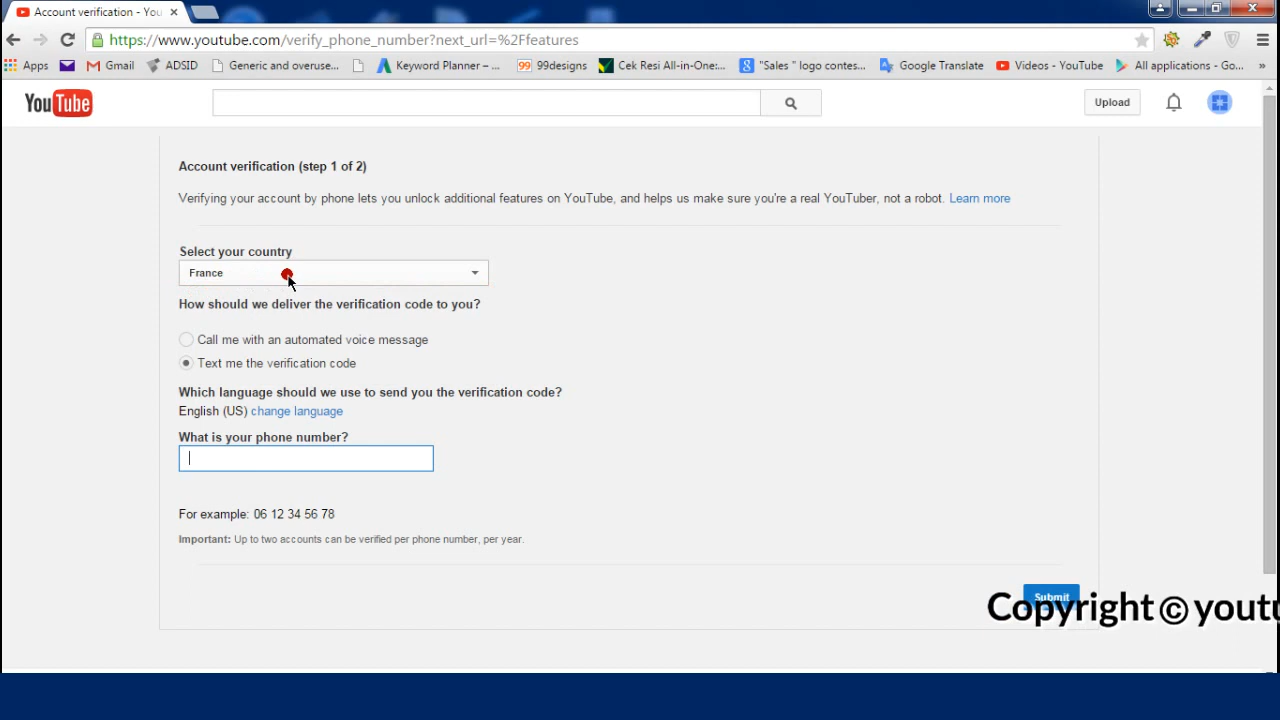 Account verification - You
https://www.youtube.com/verify_phone_number?next_url=%2Ffeatures
Apps Gmail ADSID Generic and overuse... Keyword Planner – ... 99 99designs Cek Resi All-in-One:... 8 "Sales " logo contes... Google Translate Videos - YouTube All applications - Go... »
YouTube Upload
Account verification (step 1 of 2)
Verifying your account by phone lets you unlock additional features on YouTube, and helps us make sure you're a real YouTuber, not a robot. Learn more
Select your country
France
How should we deliver the verification code to you?
Call me with an automated voice message
Text me the verification code
Which language should we use to send you the verification code?
English (US) change language
What is your phone number?
For example: 06 12 34 56 78
Important: Up to two accounts can be verified per phone number, per year.
Submit
Copyright © youtu